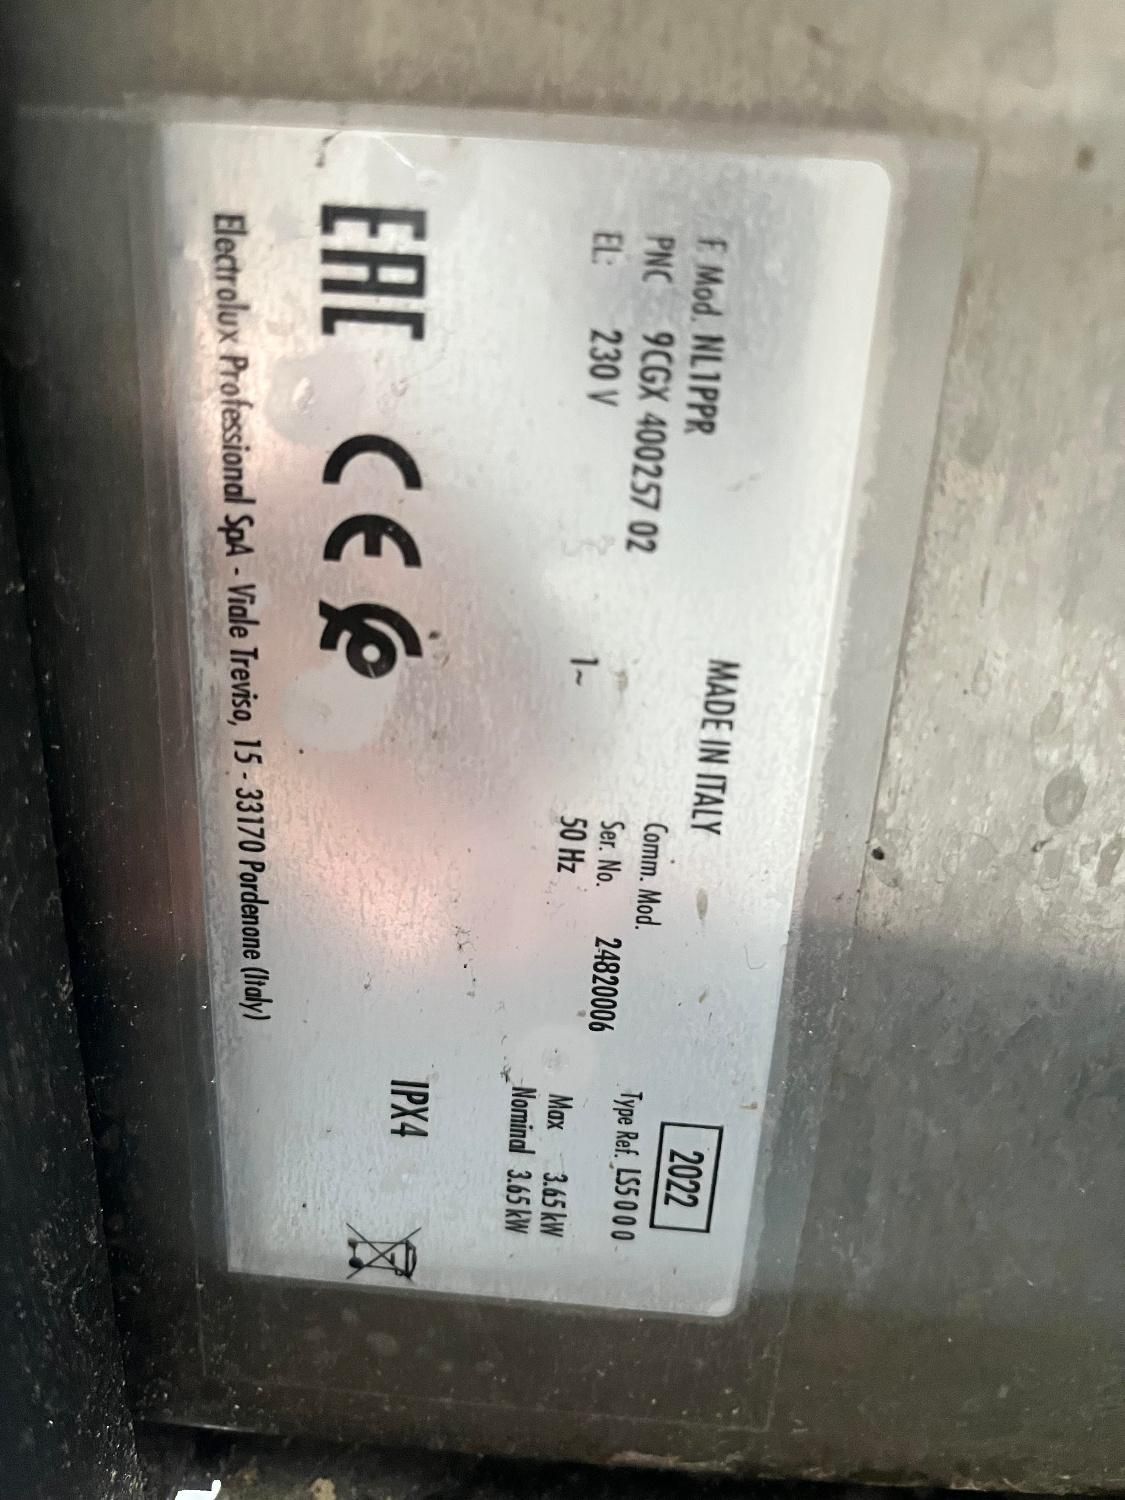 MADE IN ITALY 2022
F. Mod. NL1PPR Comm. Mod. Type Ref. LS5000
PNC 9CGX 400257 02 Ser. No. 24820006
EL: 230 V 1~ 50 Hz Max 3.65 kW
Nominal 3.65 kW
EAC CE IPX4
Electrolux Professional SpA - Viale Treviso, 15 - 33170 Pordenone (Italy)